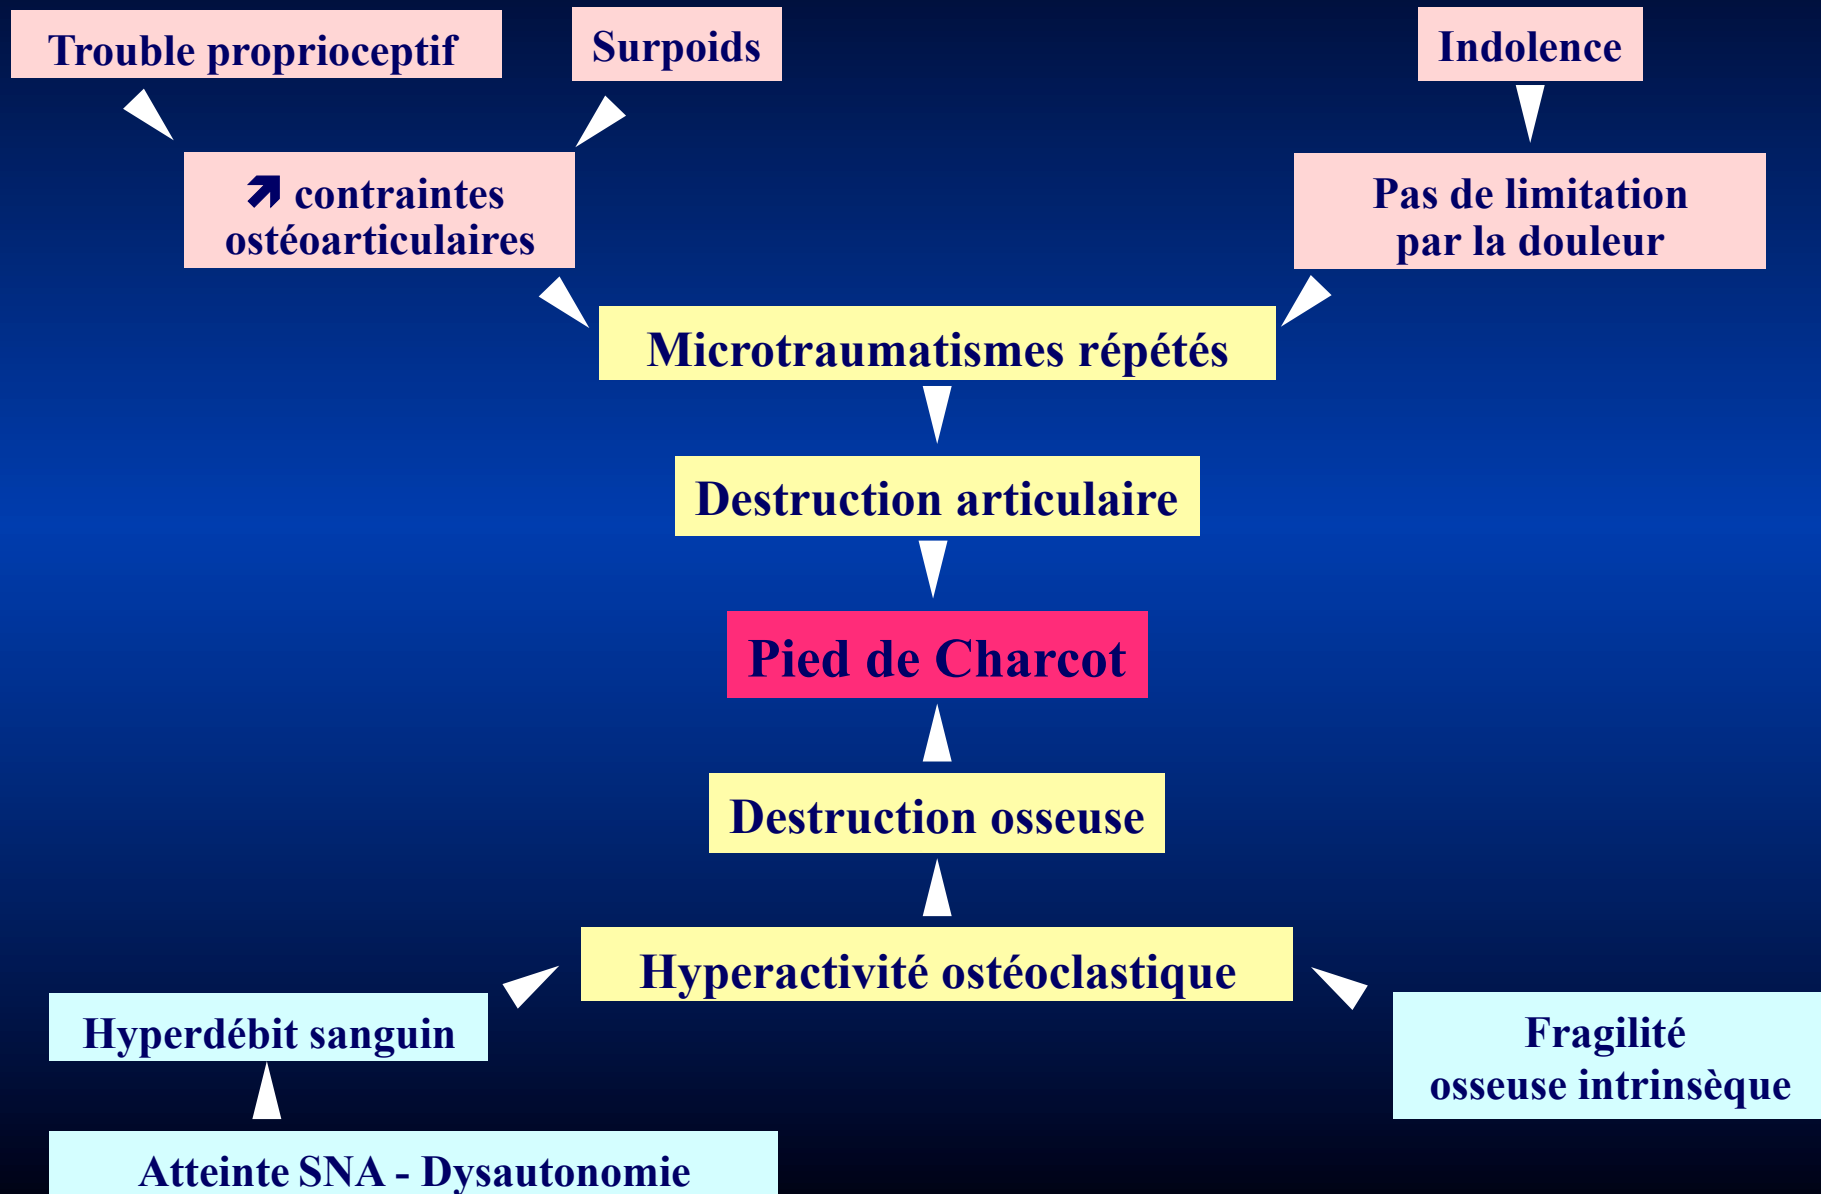 Trouble proprioceptif
Surpoids
Indolence
↗ contraintes
ostéoarticulaires
Pas de limitation
par la douleur
Microtraumatismes répétés
Destruction articulaire
Pied de Charcot
Destruction osseuse
Hyperactivité ostéoclastique
Hyperdébit sanguin
Fragilité
osseuse intrinsèque
Atteinte SNA - Dysautonomie